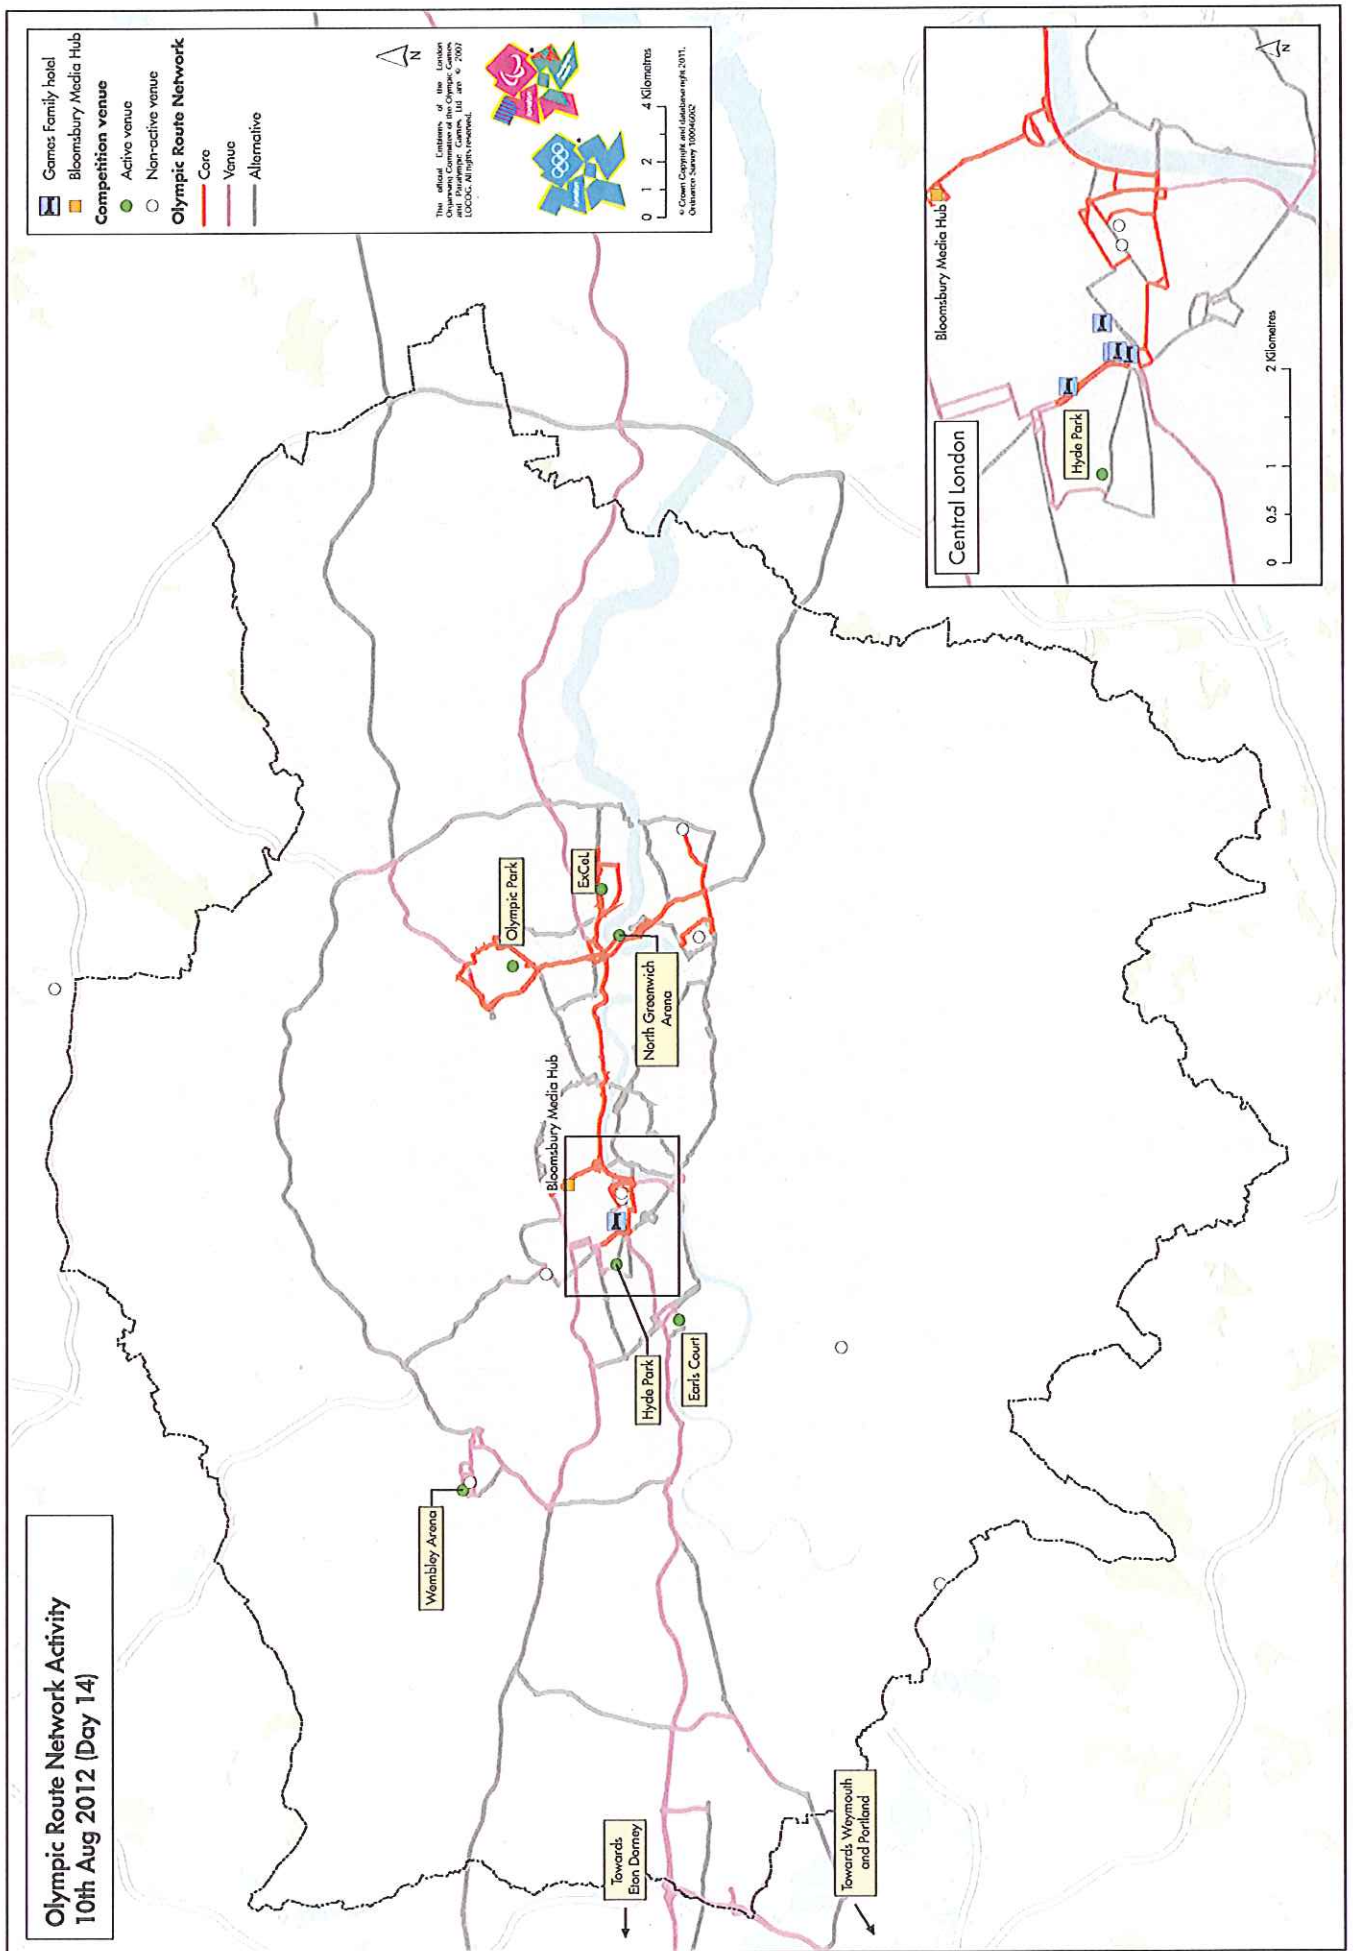 Olympic Route Network Activity
10th Aug 2012 (Day 14)
Games Family hotel
Bloomsbury Media Hub
Competition venue
Active venue
Non-active venue
Olympic Route Network
Core
Venue
Alternative
N
The official Emblems of the London
Organising Committee of the Olympic Games
and Paralympic Games Ltd are © 2007
LOCOG. All rights reserved.
0 1 2 4 Kilometres
© Crown Copyright and database right 2011.
Ordnance Survey 100046002
Wembley Arena
Bloomsbury Media Hub
Olympic Park
ExCeL
North Greenwich
Arena
Hyde Park
Earls Court
Towards
Eton Dorney
Towards Weymouth
and Portland
Central London
Bloomsbury Media Hub
Hyde Park
N
0 0.5 1 2 Kilometres